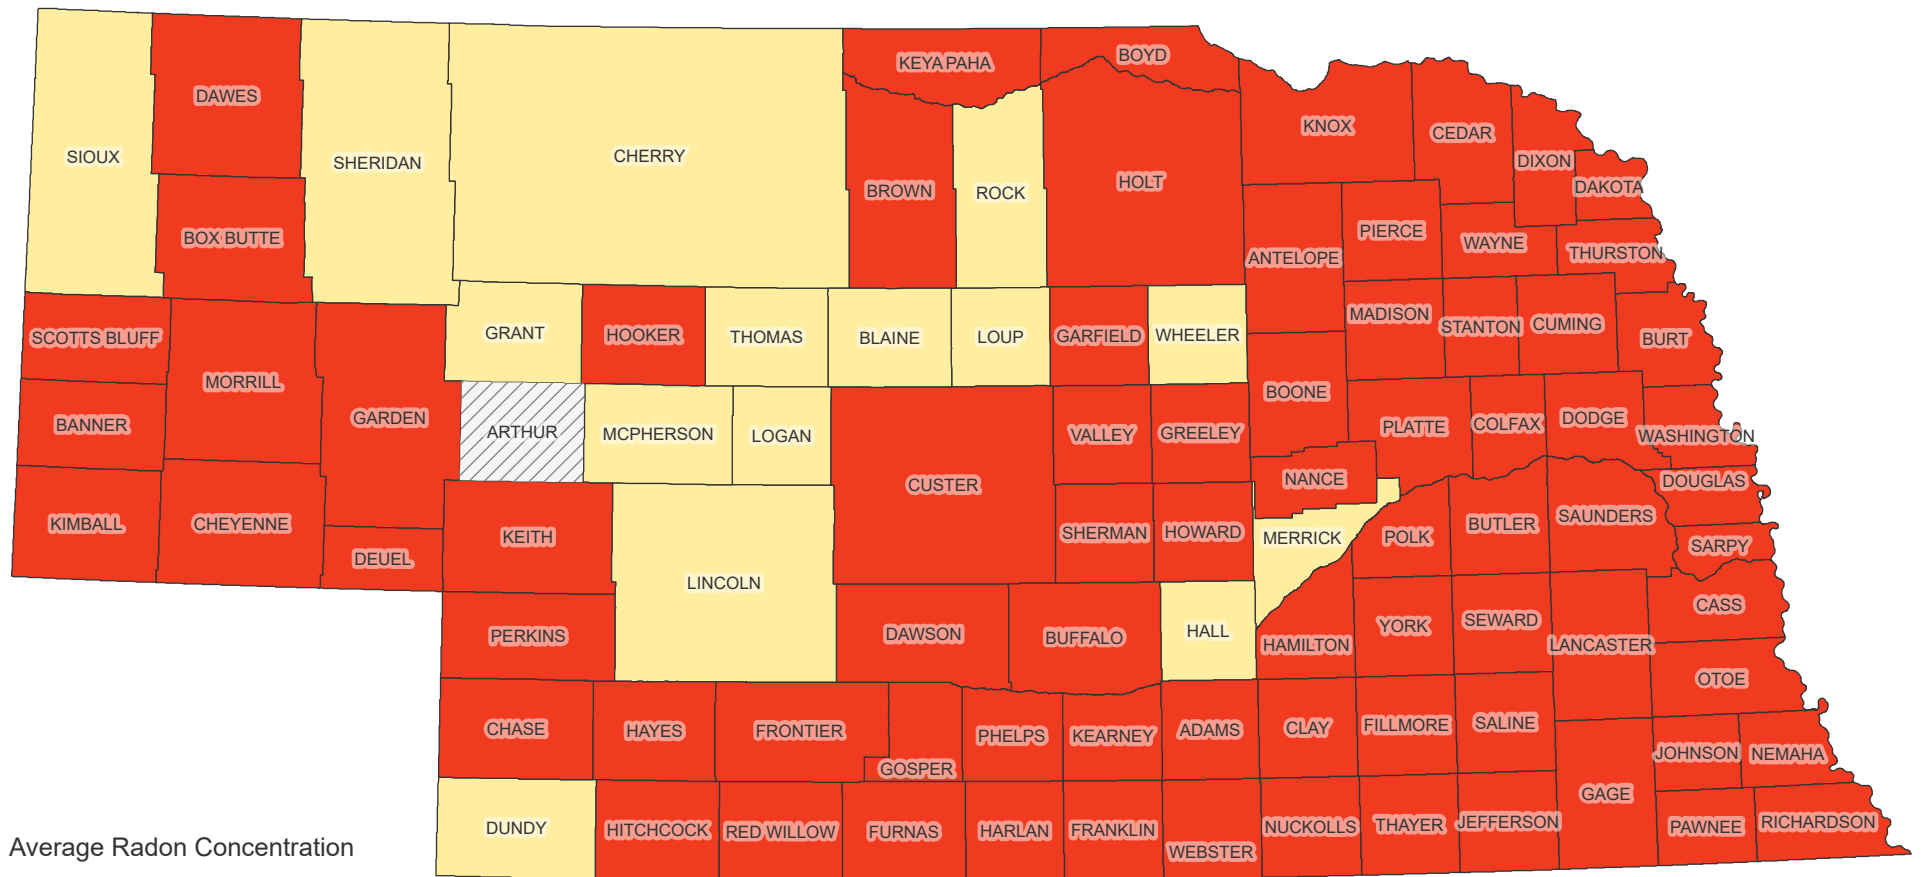 BOYD
KEYA PAHA
DAWES
KNOX
CEDAR
SIOUX
SHERIDAN
CHERRY
DIXON
BROWN
ROCK
HOLT
DAKOTA
BOX BUTTE
PIERCE
WAYNE
ANTELOPE
THURSTON
SCOTTS BLUFF
GRANT
HOOKER
THOMAS
BLAINE
LOUP
GARFIELD
WHEELER
MADISON
STANTON
CUMING
BURT
MORRILL
BANNER
GARDEN
ARTHUR
MCPHERSON
LOGAN
VALLEY
GREELEY
BOONE
PLATTE
COLFAX
DODGE
WASHINGTON
CUSTER
NANCE
DOUGLAS
KIMBALL
CHEYENNE
DEUEL
KEITH
SHERMAN
HOWARD
MERRICK
POLK
BUTLER
SAUNDERS
SARPY
LINCOLN
PERKINS
DAWSON
BUFFALO
HALL
HAMILTON
YORK
SEWARD
LANCASTER
CASS
OTOE
CHASE
HAYES
FRONTIER
GOSPER
PHELPS
KEARNEY
ADAMS
CLAY
FILLMORE
SALINE
JOHNSON
NEMAHA
GAGE
DUNDY
HITCHCOCK
RED WILLOW
FURNAS
HARLAN
FRANKLIN
WEBSTER
NUCKOLLS
THAYER
JEFFERSON
PAWNEE
RICHARDSON
Average Radon Concentration